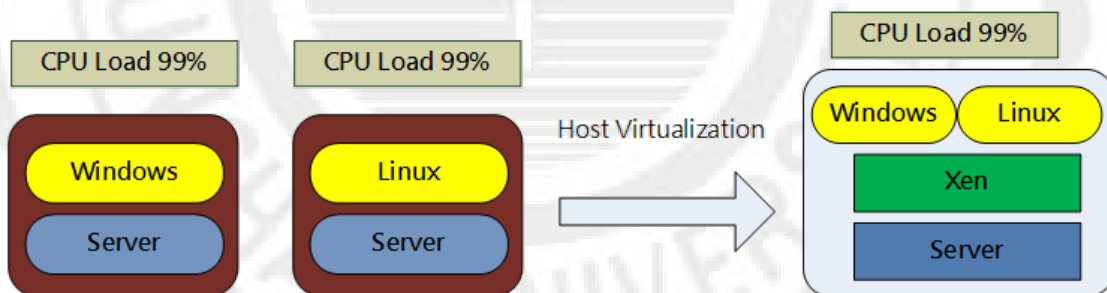 CPU Load 99%
CPU Load 99%
CPU Load 99%
Windows
Server
Linux
Server
Host Virtualization
Windows
Linux
Xen
Server